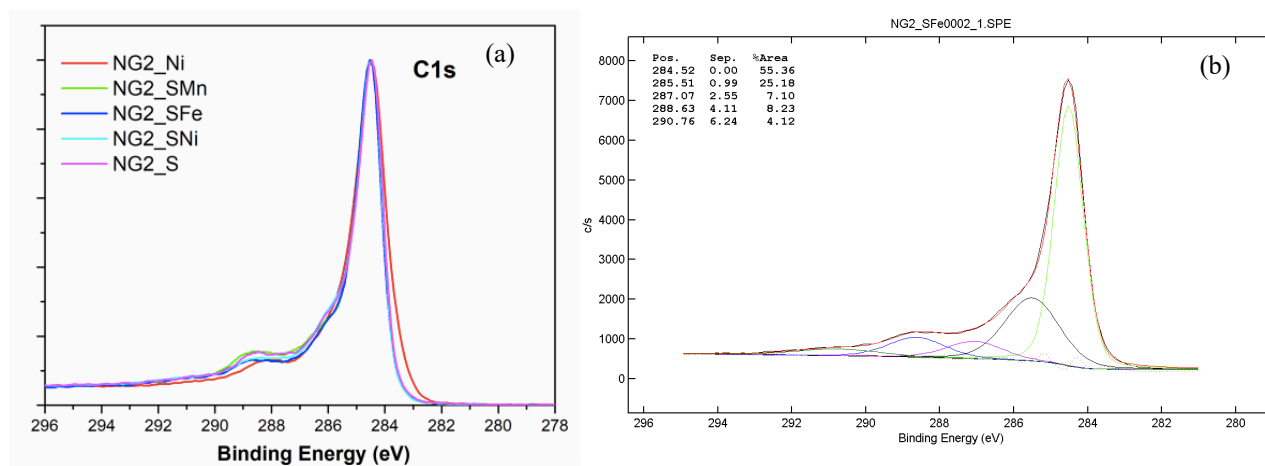 (a)
C1s
NG2_Ni
NG2_SMn
NG2_SFe
NG2_SNi
NG2_S
296 294 292 290 288 286 284 282 280 278
Binding Energy (eV)
NG2_SFe0002_1.SPE
(b)
Pos. Sep. %Area
284.52 0.00 55.36
285.51 0.99 25.18
287.07 2.55 7.10
288.63 4.11 8.23
290.76 6.24 4.12
8000
7000
6000
5000
4000
3000
2000
1000
0
c/s
296 294 292 290 288 286 284 282 280
Binding Energy (eV)